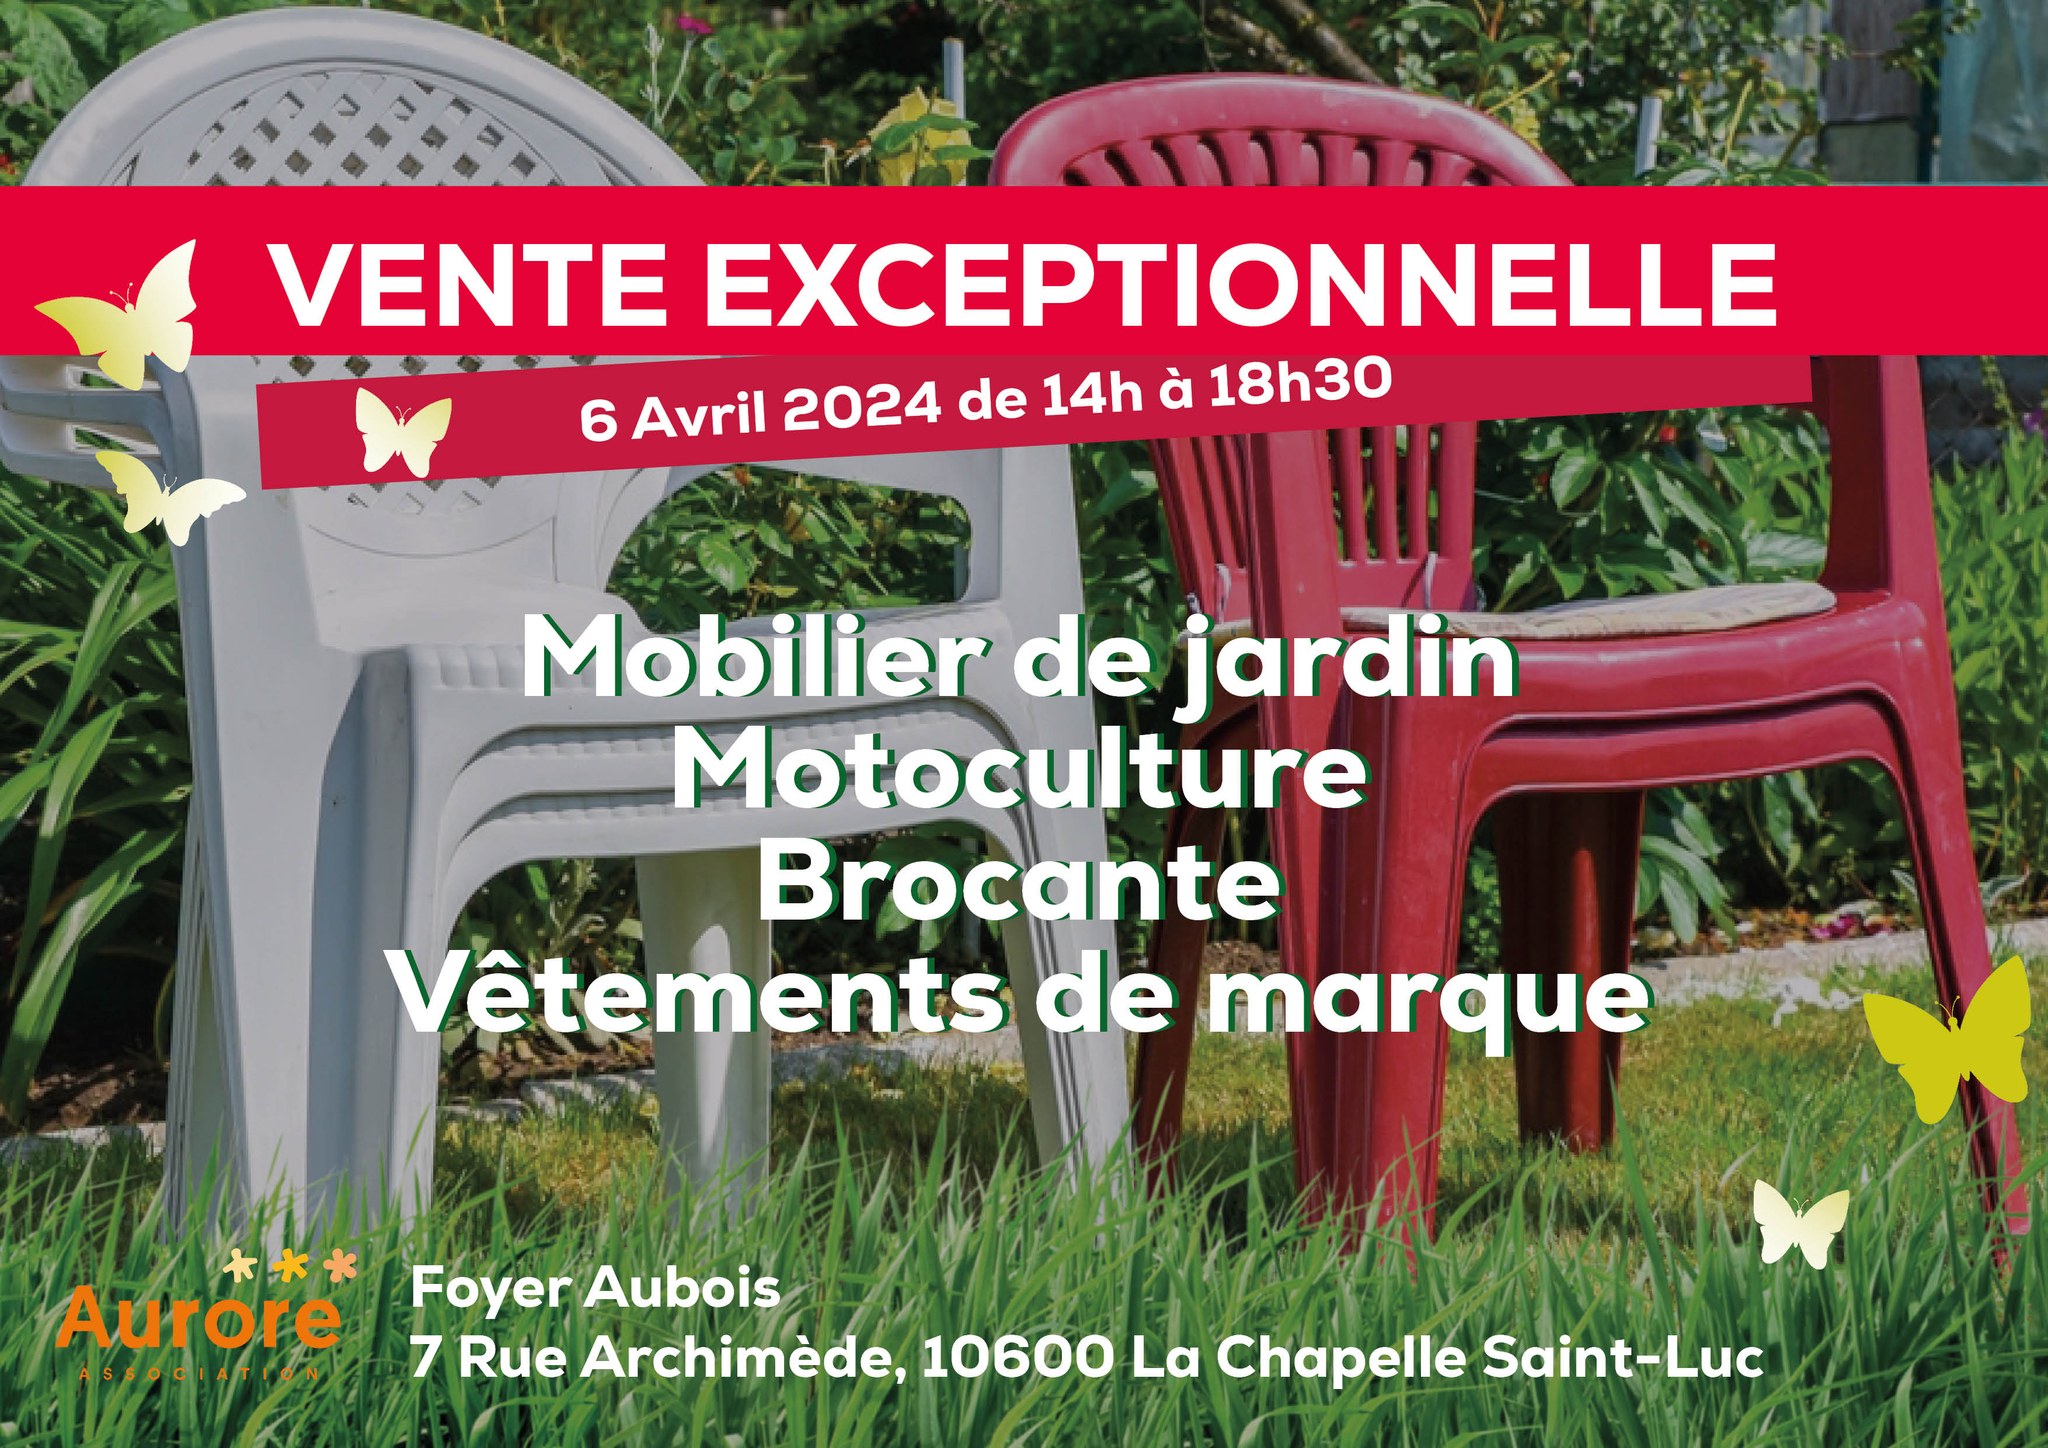 VENTE EXCEPTIONNELLE
6 Avril 2024 de 14h à 18h30
Mobilier de jardin
Motoculture
Brocante
Vêtements de marque
Aurore
ASSOCIATION
Foyer Aubois
7 Rue Archimède, 10600 La Chapelle Saint-Luc